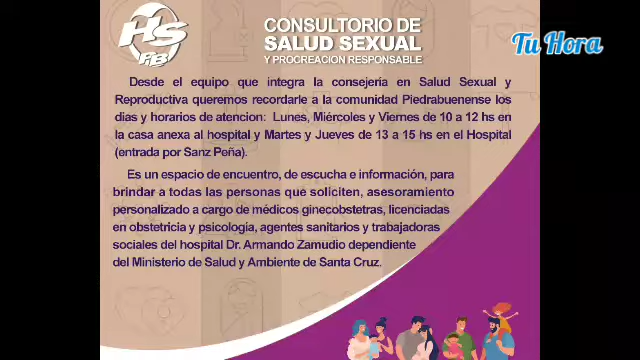 HS
PB
CONSULTORIO DE
SALUD SEXUAL
Y PROCREACION RESPONSABLE
Tu Hora
Desde el equipo que integra la consejería en Salud Sexual y
Reproductiva queremos recordarle a la comunidad Piedrabuenense los
dias y horarios de atencion: Lunes, Miércoles y Viernes de 10 a 12 hs en
la casa anexa al hospital y Martes y Jueves de 13 a 15 hs en el Hospital
(entrada por Sanz Peña).
Es un espacio de encuentro, de escucha e información, para
brindar a todas las personas que soliciten, asesoramiento
personalizado a cargo de médicos ginecobstetras, licenciadas
en obstetricia y psicología, agentes sanitarios y trabajadoras
sociales del hospital Dr. Armando Zamudio dependiente
del Ministerio de Salud y Ambiente de Santa Cruz.